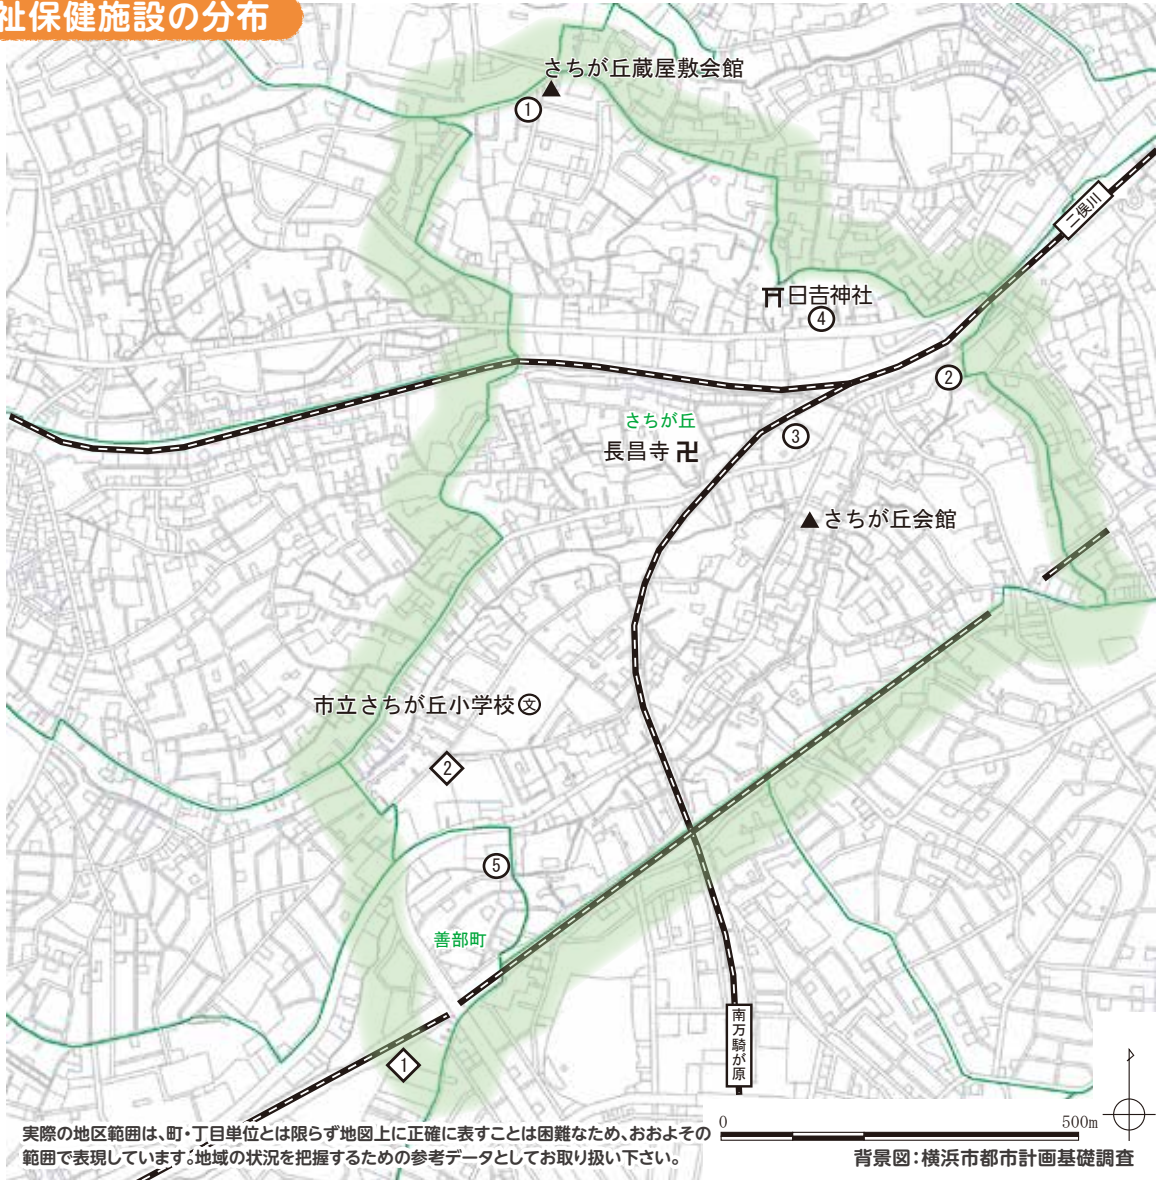 祉保健施設の分布
さちが丘蔵屋敷会館
▲
①
二俣川
日吉神社
④
②
さちが丘
③
長昌寺 卍
▲さちが丘会館
市立さちが丘小学校 文
2
⑤
善部町
南万騎が原
1
0 500m
実際の地区範囲は、町・丁目単位とは限らず地図上に正確に表すことは困難なため、おおよその
範囲で表現しています。地域の状況を把握するための参考データとしてお取り扱い下さい。
背景図：横浜市都市計画基礎調査